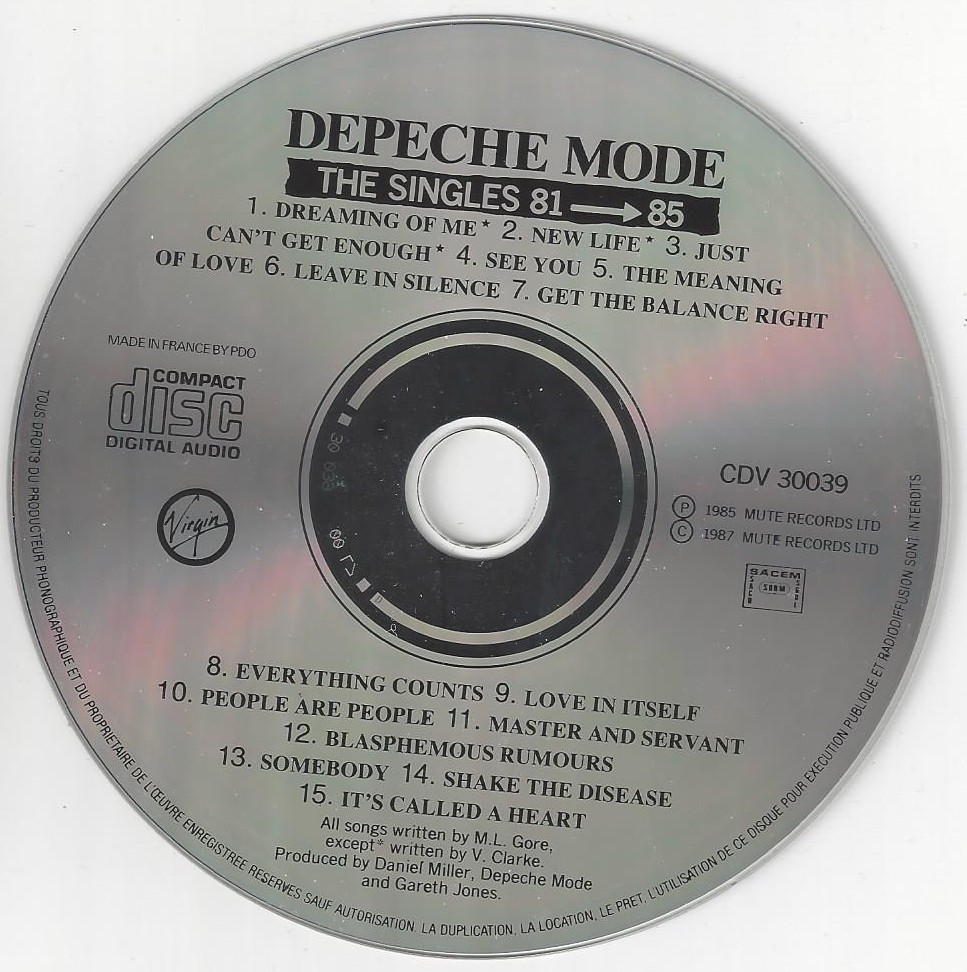 DEPECHE MODE
THE SINGLES 81 → 85
1. DREAMING OF ME* 2. NEW LIFE* 3. JUST
CAN'T GET ENOUGH* 4. SEE YOU 5. THE MEANING
OF LOVE 6. LEAVE IN SILENCE 7. GET THE BALANCE RIGHT
MADE IN FRANCE BY PDO
COMPACT
disc
DIGITAL AUDIO
Virgin
CDV 30039
Ⓟ 1985 MUTE RECORDS LTD
© 1987 MUTE RECORDS LTD
SACEM
SDRM
SACD
SGDL
8. EVERYTHING COUNTS 9. LOVE IN ITSELF
10. PEOPLE ARE PEOPLE 11. MASTER AND SERVANT
12. BLASPHEMOUS RUMOURS
13. SOMEBODY 14. SHAKE THE DISEASE
15. IT'S CALLED A HEART
All songs written by M.L. Gore,
except* written by V. Clarke.
Produced by Daniel Miller, Depeche Mode
and Gareth Jones.
TOUS DROITS DU PRODUCTEUR PHONOGRAPHIQUE ET DU PROPRIETAIRE DE L'ŒUVRE ENREGISTREE RESERVES SAUF AUTORISATION. LA DUPLICATION, LA LOCATION, LE PRET, L'UTILISATION DE CE DISQUE POUR EXECUTION PUBLIQUE ET RADIODIFFUSION SONT INTERDITS